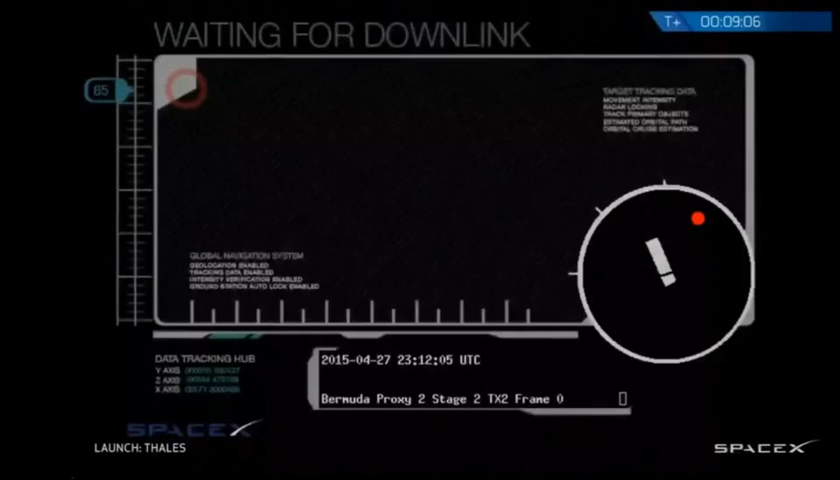 T+ 00:09:06
WAITING FOR DOWNLINK
65
TARGET TRACKING DATA
MOVEMENT INTENSITY
RADAR LOCKING
TRACK PRIMARY OBJECTS
ESTIMATED ORBITAL PATH
ORBITAL CRUISE ESTIMATION
GLOBAL NAVIGATION SYSTEM
GEOLOCATION ENABLED
TRACKING DATA ENABLED
INTENSITY VERIFICATION ENABLED
GROUND STATION AUTO LOCK ENABLED
!
DATA TRACKING HUB
Y AXIS
Z AXIS
X AXIS
2015-04-27 23:12:05 UTC
Bermuda Proxy 2 Stage 2 TX2 Frame 0
SPACEX
LAUNCH: THALES
SPACEX